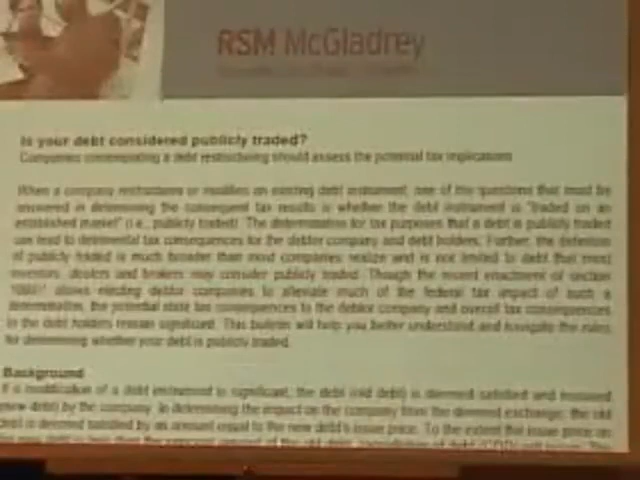 RSM McGladrey
Is your debt considered publicly traded?
Companies contemplating a debt restructuring should assess the potential tax implications
When a company restructures or modifies an existing debt instrument, one of the questions that must be
answered in determining the consequent tax results is whether the debt instrument is "traded on an
established market" (i.e., publicly traded). The determination for tax purposes that a debt is publicly traded
can lead to detrimental tax consequences for the debtor company and debt holders. Further, the definition
of publicly traded is much broader than most companies realize and is not limited to debt that most
investors, dealers and brokers may consider publicly traded. Though the recent enactment of section
allows electing debtor companies to alleviate much of the federal tax impact of such a
determination, the potential state tax consequences to the debtor company and overall tax consequences
to the debt holders remain significant. This bulletin will help you better understand and navigate the rules
for determining whether your debt is publicly traded.
Background
If a modification of a debt instrument is significant, the debt (old debt) is deemed satisfied and reissued
(new debt) by the company. In determining the impact on the company from the deemed exchange, the old
debt is deemed satisfied by an amount equal to the new debt's issue price. To the extent the issue price on